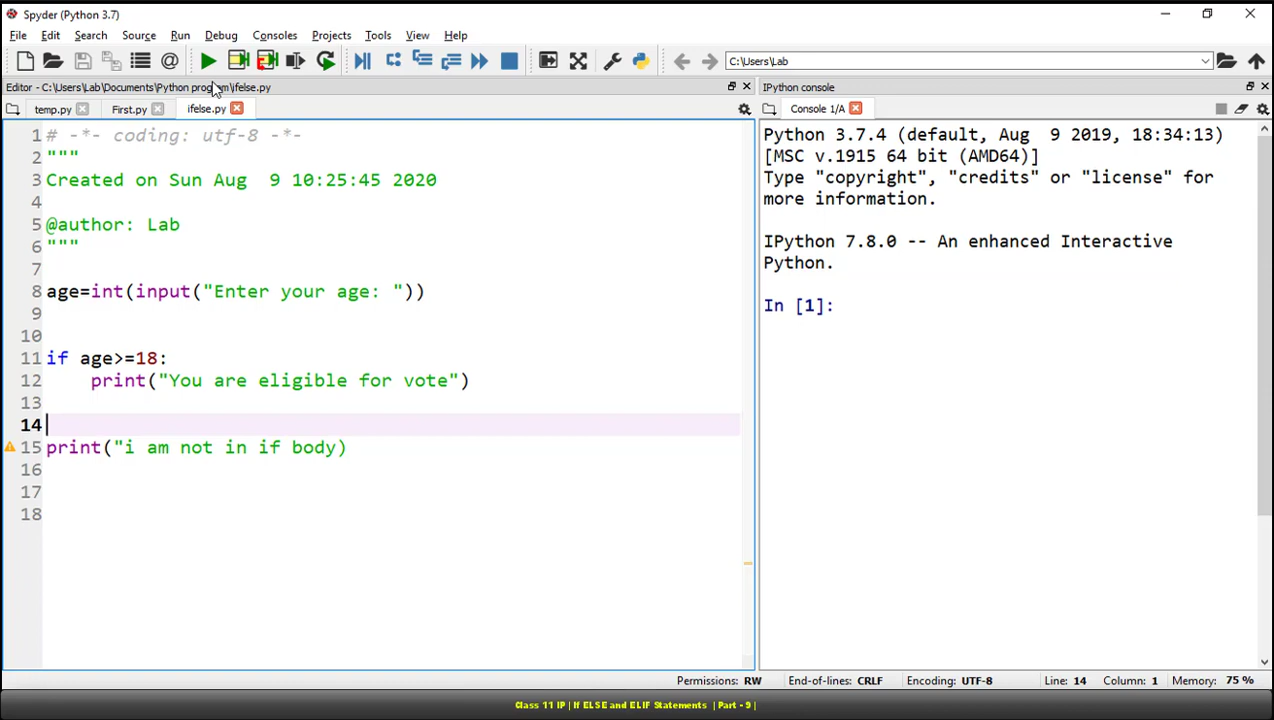 Spyder (Python 3.7)
File Edit Search Source Run Debug Consoles Projects Tools View Help
C:\Users\Lab
Editor - C:\Users\Lab\Documents\Python program\ifelse.py
IPython console
temp.py First.py ifelse.py
Console 1/A
1 # -*- coding: utf-8 -*-
2 """
3 Created on Sun Aug  9 10:25:45 2020
4
5 @author: Lab
6 """
7
8 age=int(input("Enter your age: "))
9
10
11 if age>=18:
12     print("You are eligible for vote")
13
14
15 print("i am not in if body)
16
17
18
Python 3.7.4 (default, Aug  9 2019, 18:34:13)
[MSC v.1915 64 bit (AMD64)]
Type "copyright", "credits" or "license" for
more information.
IPython 7.8.0 -- An enhanced Interactive
Python.
In [1]:
Permissions: RW End-of-lines: CRLF Encoding: UTF-8 Line: 14 Column: 1 Memory: 75 %
Class 11 IP | If ELSE and ELIF Statements | Part - 9 |